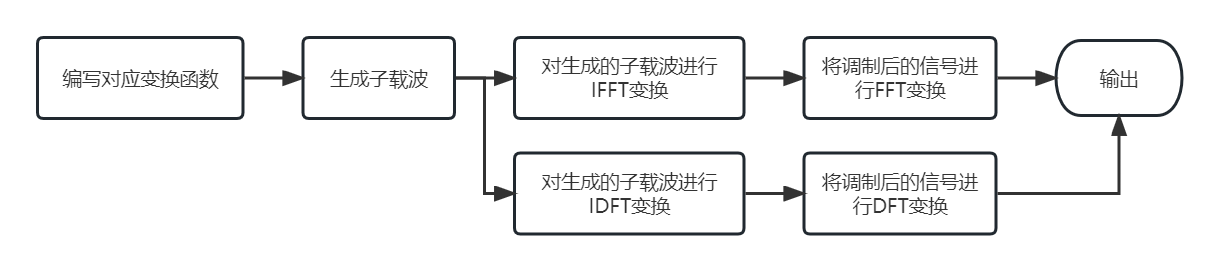 编写对应变换函数
生成子载波
对生成的子载波进行
IFFT变换
将调制后的信号进
行FFT变换
输出
对生成的子载波进行
IDFT变换
将调制后的信号进
行DFT变换